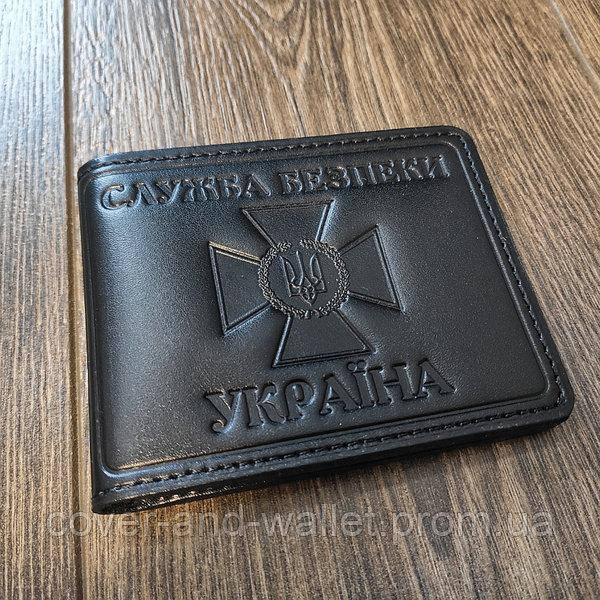 СЛУЖБА БЕЗПЕКИ
УКРАЇНА
cover-and-wallet.prom.ua